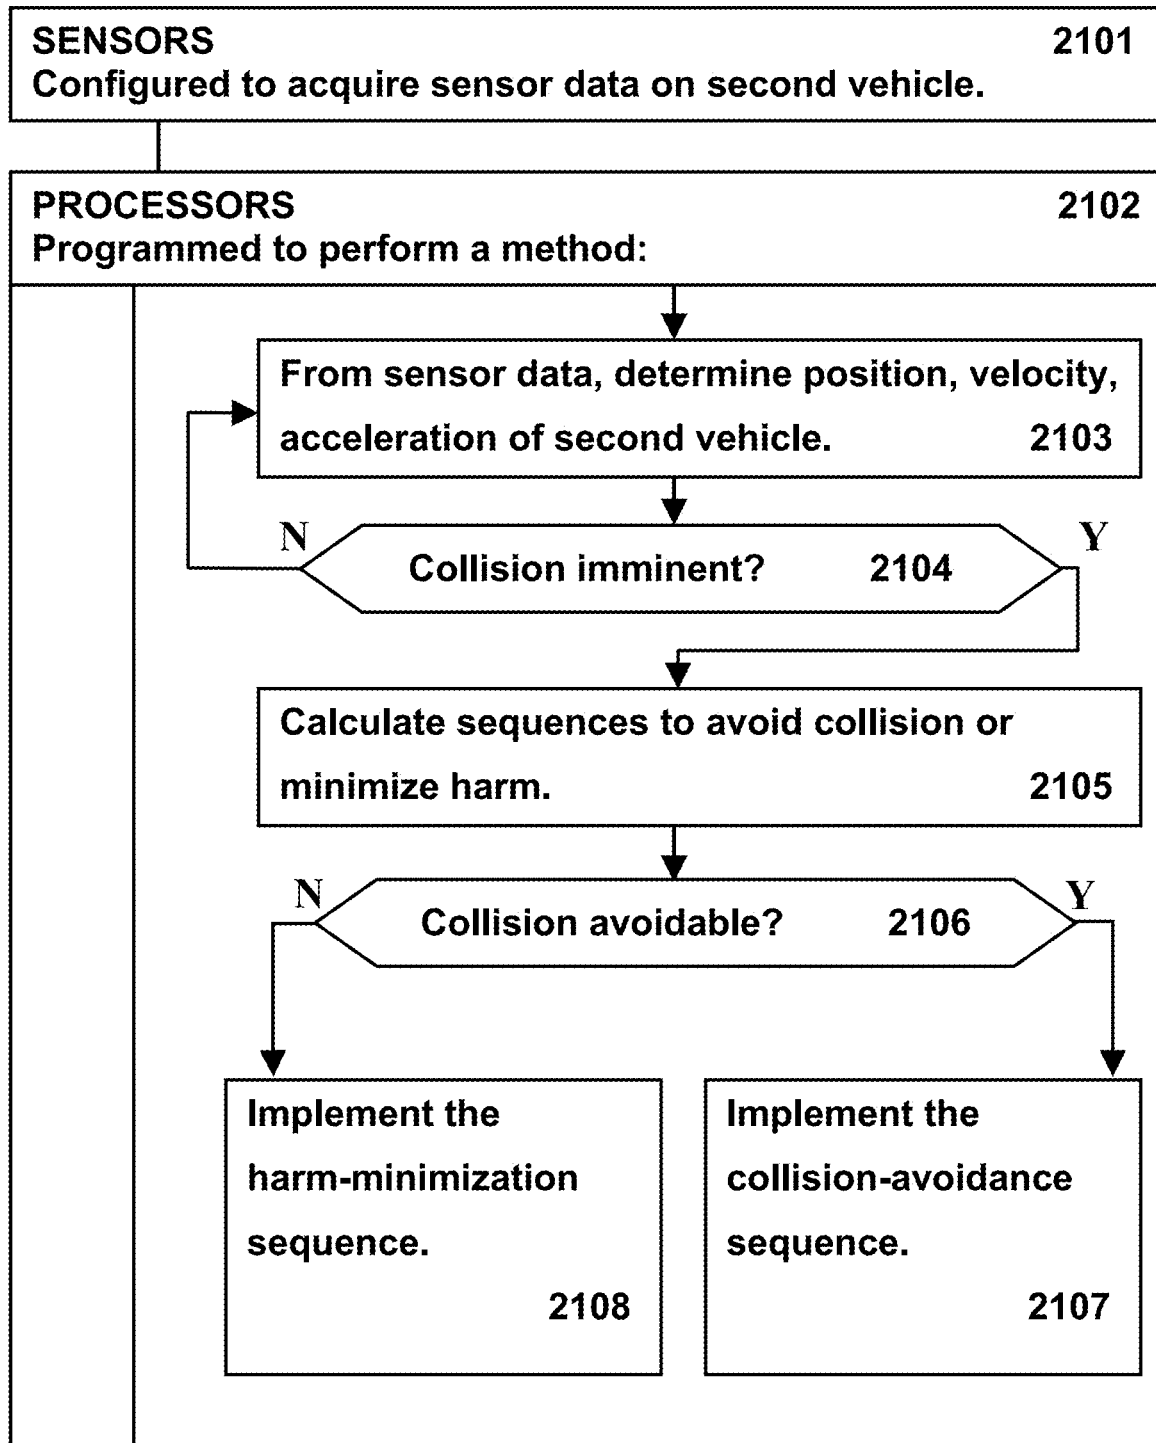 SENSORS 2101
Configured to acquire sensor data on second vehicle.
PROCESSORS 2102
Programmed to perform a method:
From sensor data, determine position, velocity,
acceleration of second vehicle. 2103
N Y
Collision imminent? 2104
Calculate sequences to avoid collision or
minimize harm. 2105
N Y
Collision avoidable? 2106
Implement the
harm-minimization
sequence.
2108
Implement the
collision-avoidance
sequence.
2107